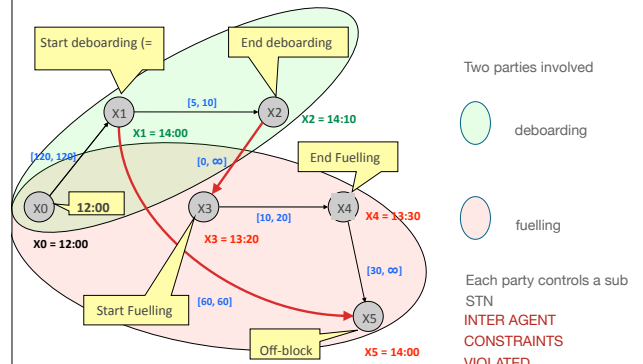 Start deboarding (=
End deboarding
Two parties involved
[5, 10]
X1
X2
X1 = 14:00
X2 = 14:10
deboarding
[120, 120]
[0, ∞]
End Fuelling
X0
12:00
X3
X4
X4 = 13:30
[10, 20]
X0 = 12:00
X3 = 13:20
fuelling
[30, ∞]
Each party controls a sub
STN
Start Fuelling
[60, 60]
X5
INTER AGENT
CONSTRAINTS
Off-block
X5 = 14:00
VIOLATED